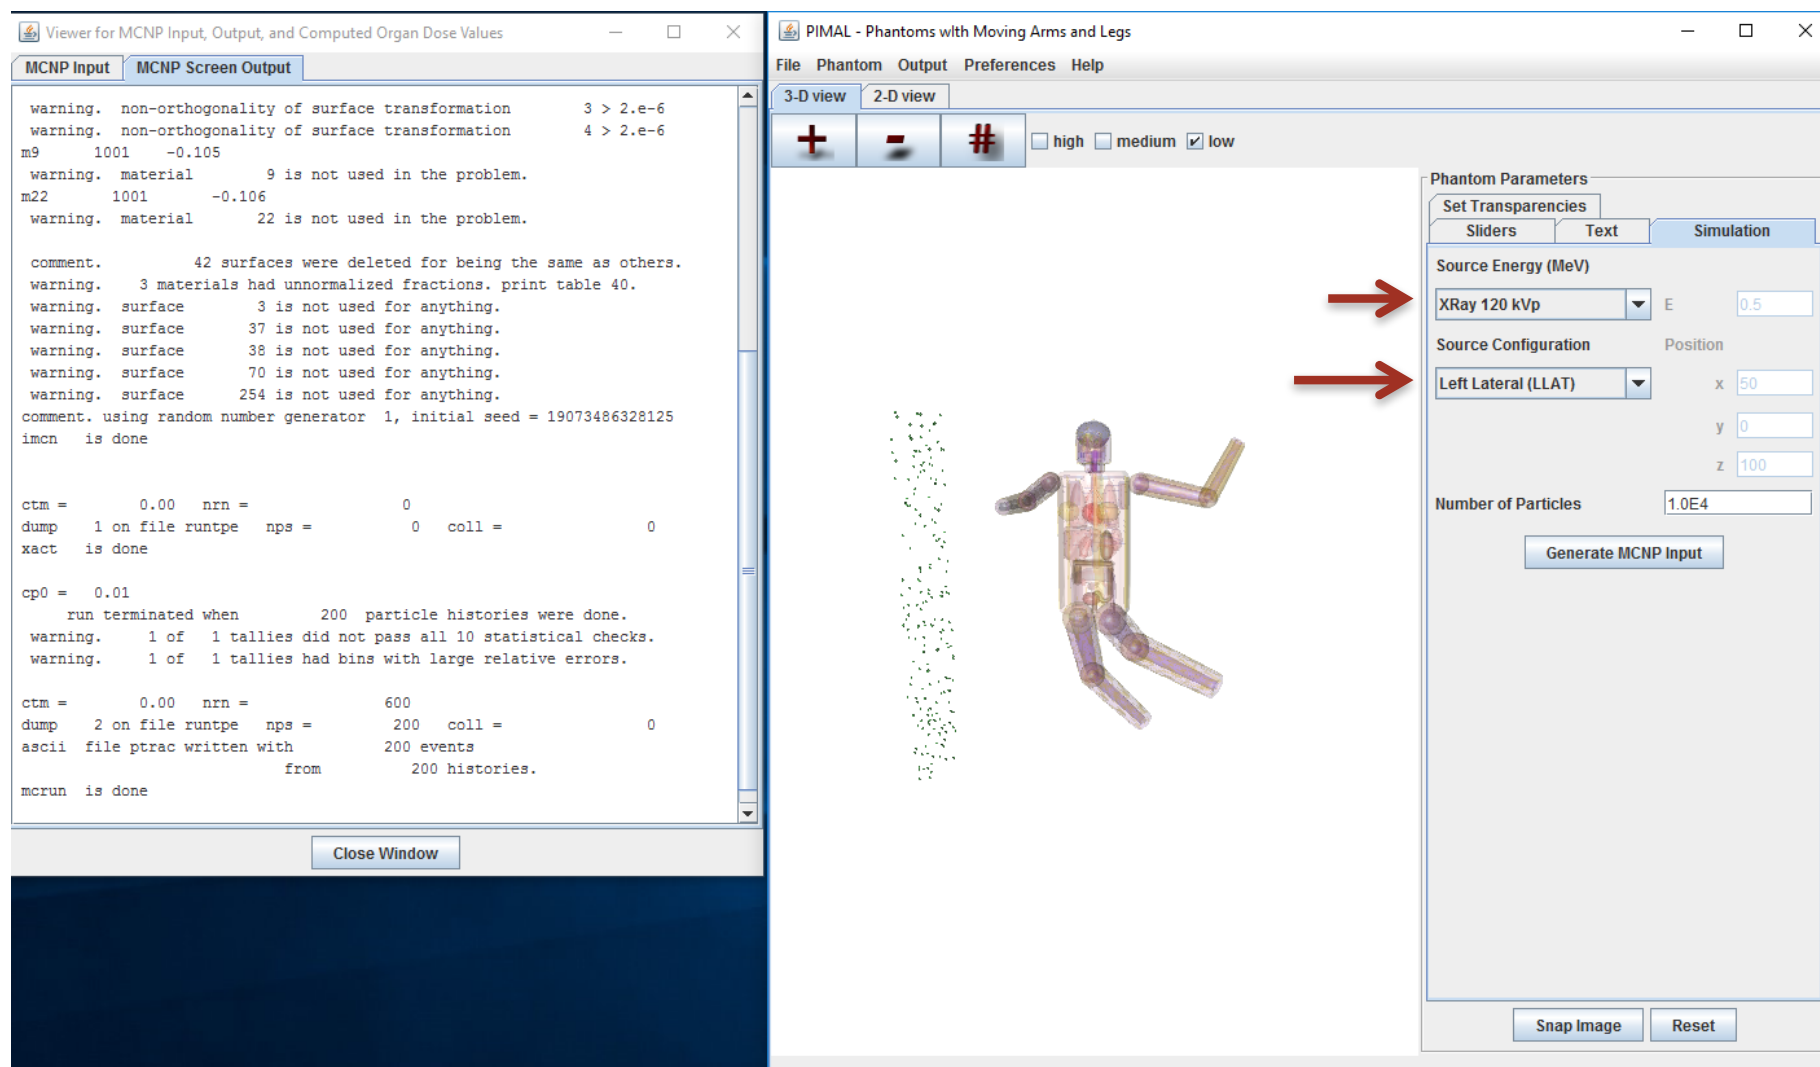 Viewer for MCNP Input, Output, and Computed Organ Dose Values
MCNP Input MCNP Screen Output
warning. non-orthogonality of surface transformation 3 > 2.e-6
warning. non-orthogonality of surface transformation 4 > 2.e-6
m9 1001 -0.105
warning. material 9 is not used in the problem.
m22 1001 -0.106
warning. material 22 is not used in the problem.
comment. 42 surfaces were deleted for being the same as others.
warning. 3 materials had unnormalized fractions. print table 40.
warning. surface 3 is not used for anything.
warning. surface 37 is not used for anything.
warning. surface 38 is not used for anything.
warning. surface 70 is not used for anything.
warning. surface 254 is not used for anything.
comment. using random number generator 1, initial seed = 19073486328125
imcn is done
ctm = 0.00 nrn = 0
dump 1 on file runtpe nps = 0 coll = 0
xact is done
cp0 = 0.01
run terminated when 200 particle histories were done.
warning. 1 of 1 tallies did not pass all 10 statistical checks.
warning. 1 of 1 tallies had bins with large relative errors.
ctm = 0.00 nrn = 600
dump 2 on file runtpe nps = 200 coll = 0
ascii file ptrac written with 200 events
from 200 histories.
mcrun is done
Close Window
PIMAL - Phantoms wIth Moving Arms and Legs
File Phantom Output Preferences Help
3-D view 2-D view
+ - # high medium low
Phantom Parameters
Set Transparencies
Sliders Text Simulation
Source Energy (MeV)
XRay 120 kVp E 0.5
Source Configuration Position
Left Lateral (LLAT) x 50
y 0
z 100
Number of Particles 1.0E4
Generate MCNP Input
Snap Image Reset